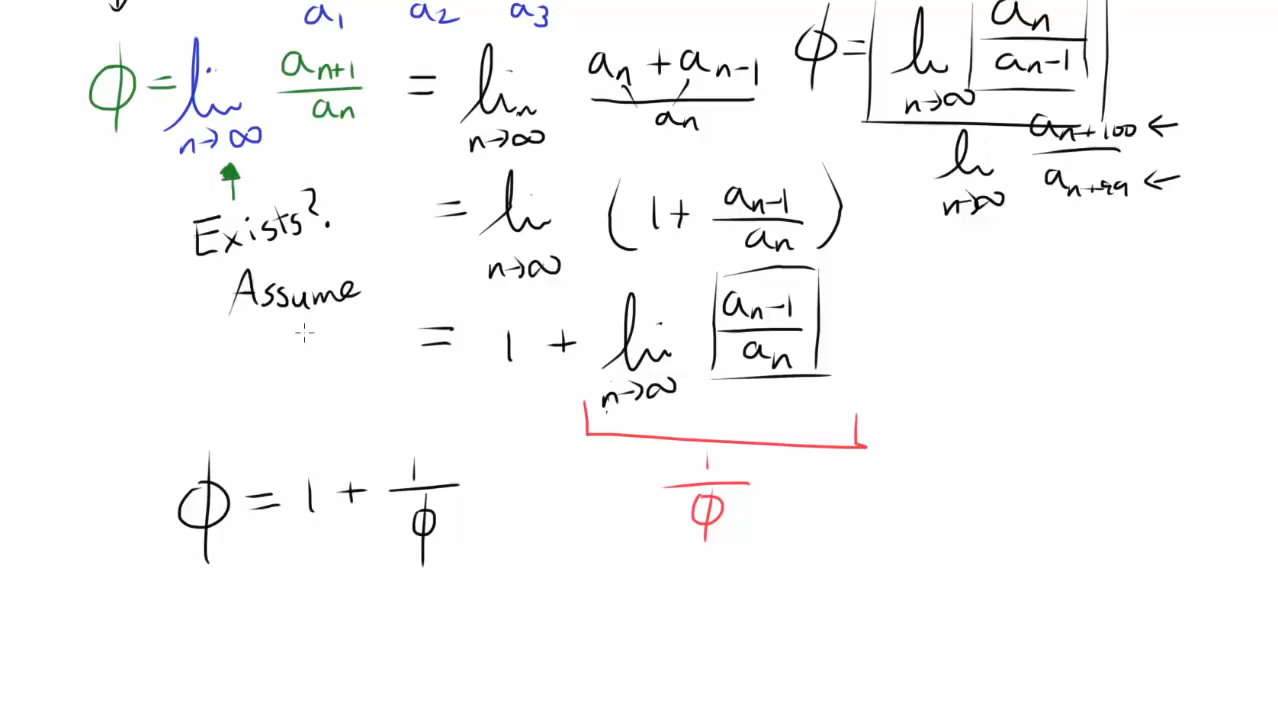 a₁ a₂ a₃
ϕ = lim n→∞ aₙ₊₁/aₙ = lim n→∞ (aₙ + aₙ₋₁)/aₙ
ϕ = lim n→∞ aₙ/aₙ₋₁
lim n→∞ aₙ₊₁₀₀/aₙ₊₉₉ ← ←
Exists?
Assume
= lim n→∞ (1 + aₙ₋₁/aₙ)
= 1 + lim n→∞ aₙ₋₁/aₙ
1/ϕ
ϕ = 1 + 1/ϕ